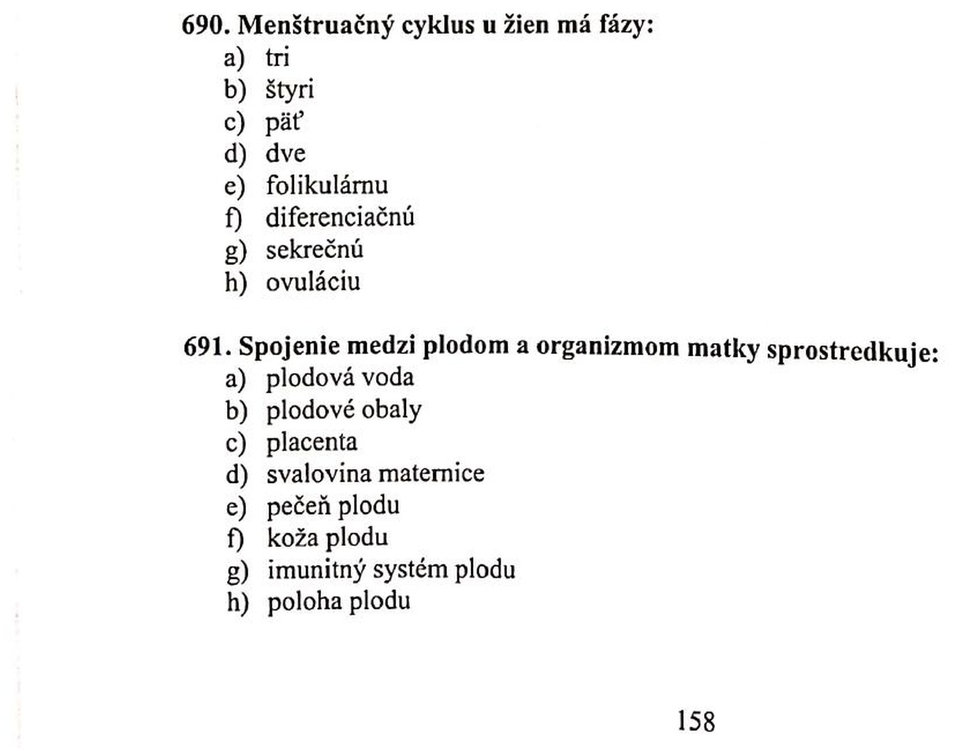 690. Menštruačný cyklus u žien má fázy:
a) tri
b) štyri
c) päť
d) dve
e) folikulárnu
f) diferenciačnú
g) sekrečnú
h) ovuláciu
691. Spojenie medzi plodom a organizmom matky sprostredkuje:
a) plodová voda
b) plodové obaly
c) placenta
d) svalovina maternice
e) pečeň plodu
f) koža plodu
g) imunitný systém plodu
h) poloha plodu
158